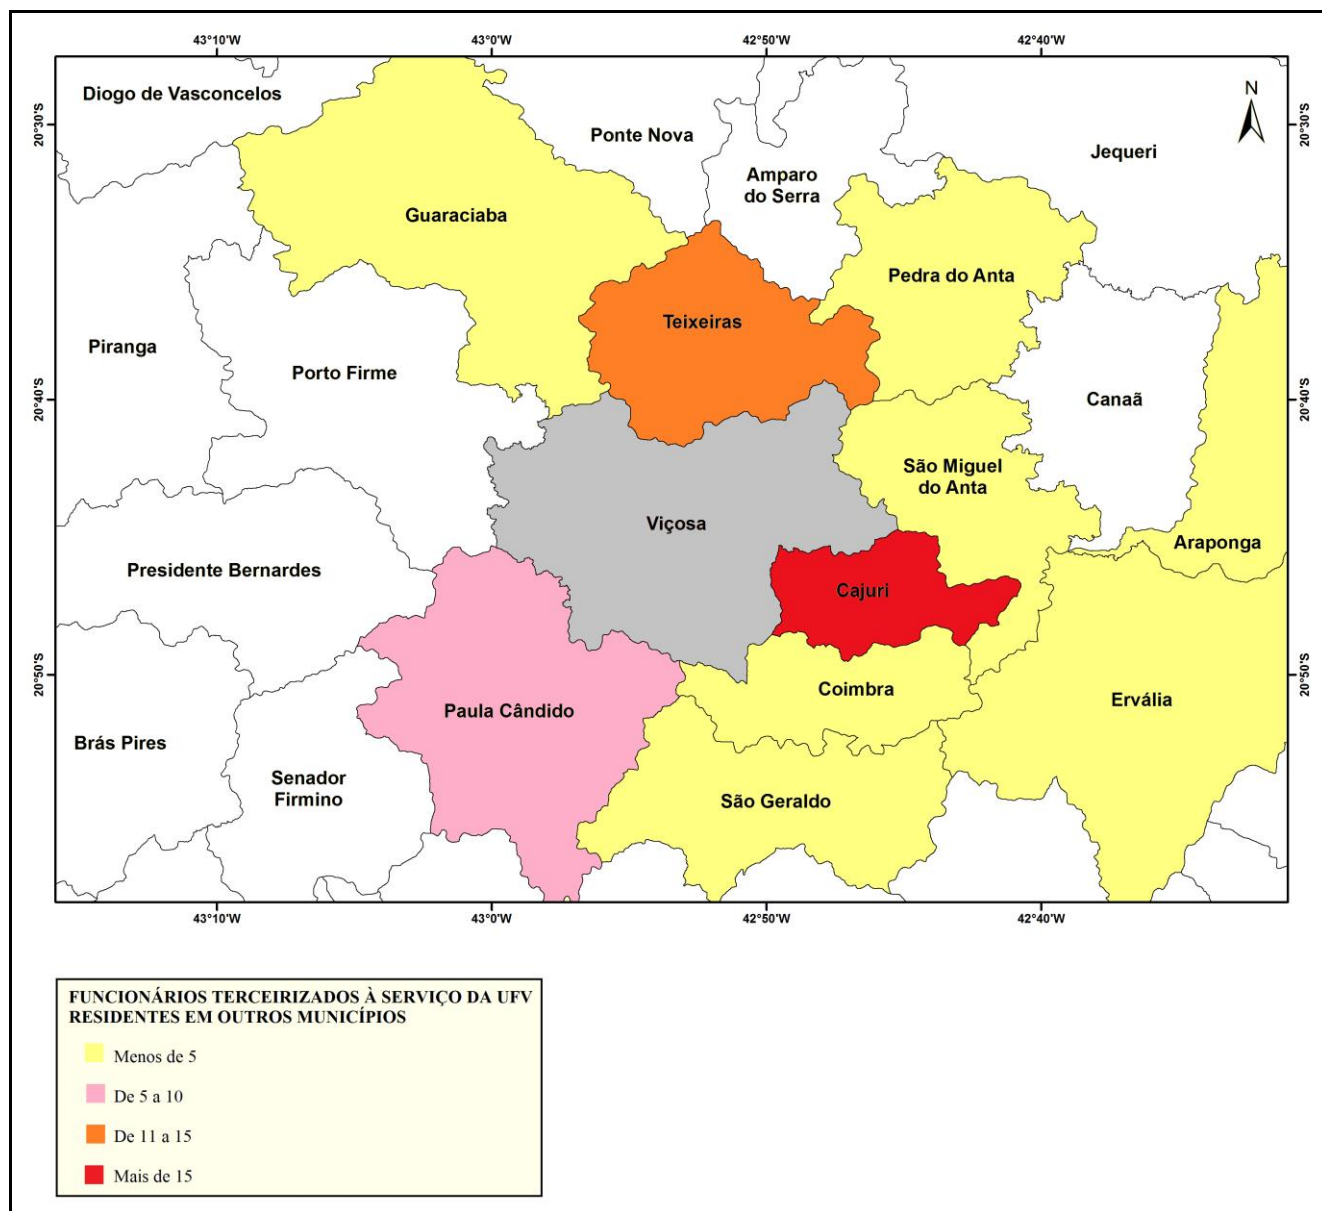 43°10'W
43°0'W
42°50'W
42°40'W
N
20°30'S
20°30'S
Diogo de Vasconcelos
Ponte Nova
Jequeri
Amparo
do Serra
Guaraciaba
Pedra do Anta
Teixeiras
Piranga
Porto Firme
20°40'S
20°40'S
Canaã
São Miguel
do Anta
Viçosa
Araponga
Presidente Bernardes
Cajuri
20°50'S
20°50'S
Coimbra
Ervália
Paula Cândido
Brás Pires
Senador
Firmino
São Geraldo
43°10'W
43°0'W
42°50'W
42°40'W
FUNCIONÁRIOS TERCEIRIZADOS À SERVIÇO DA UFV
RESIDENTES EM OUTROS MUNICÍPIOS
Menos de 5
De 5 a 10
De 11 a 15
Mais de 15